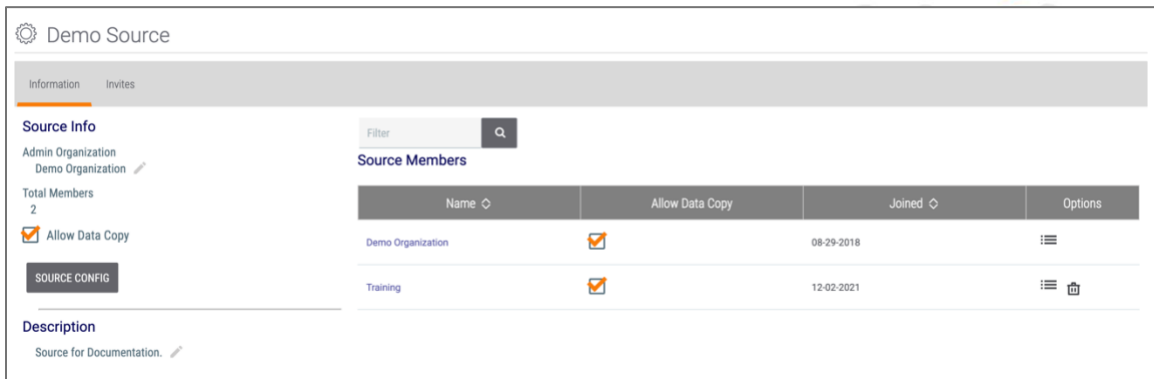 Demo Source
Information Invites
Source Info
Admin Organization
Demo Organization
Total Members
2
Allow Data Copy
SOURCE CONFIG
Description
Source for Documentation.
Filter
Source Members
Name Allow Data Copy Joined Options
Demo Organization 08-29-2018
Training 12-02-2021